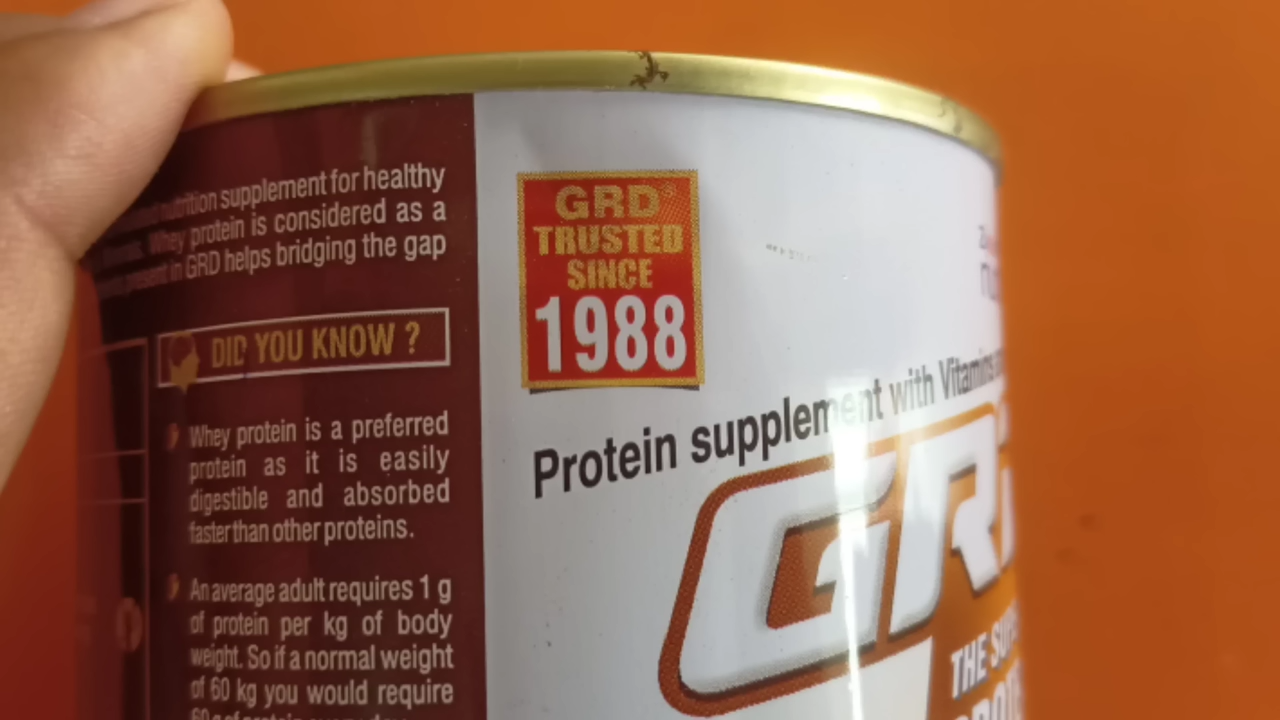 nutrition supplement for healthy
Whey protein is considered as a
present in GRD helps bridging the gap
DID YOU KNOW ?
Whey protein is a preferred
protein as it is easily
digestible and absorbed
faster than other proteins.
An average adult requires 1 g
of protein per kg of body
weight. So if a normal weight
of 60 kg you would require
GRD®
TRUSTED
SINCE
1988
Protein supplement with Vitamins
GR
THE